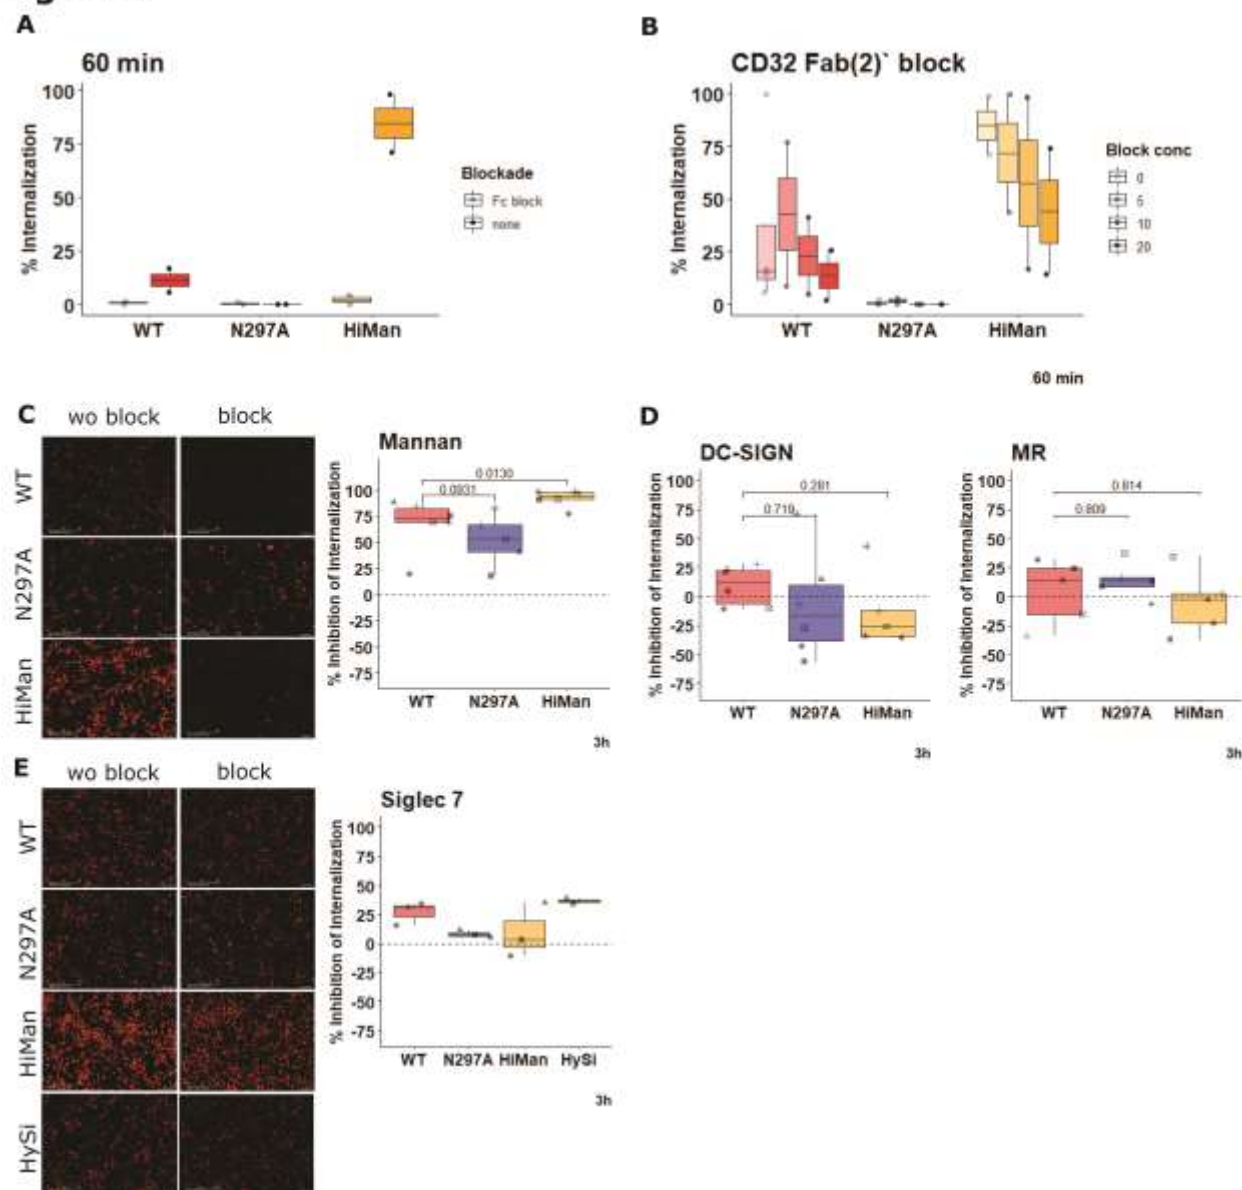 A
60 min
100
75
50
25
0
% Internalization
WT
N297A
HiMan
Blockade
Fc block
none
B
CD32 Fab(2)` block
100
75
50
25
0
% Internalization
WT
N297A
HiMan
Block conc
0
5
10
20
60 min
C
wo block
block
WT
N297A
HiMan
Mannan
% Inhibition of Internalization
100
75
50
25
0
-25
-50
-75
0.0130
0.0931
WT
N297A
HiMan
3h
D
DC-SIGN
% Inhibition of Internalization
100
75
50
25
0
-25
-50
-75
0.281
0.719
WT
N297A
HiMan
3h
MR
% Inhibition of Internalization
100
75
50
25
0
-25
-50
-75
0.814
0.809
WT
N297A
HiMan
3h
E
wo block
block
WT
N297A
HiMan
HySi
Siglec 7
% Inhibition of Internalization
100
75
50
25
0
-25
-50
-75
WT
N297A
HiMan
HySi
3h